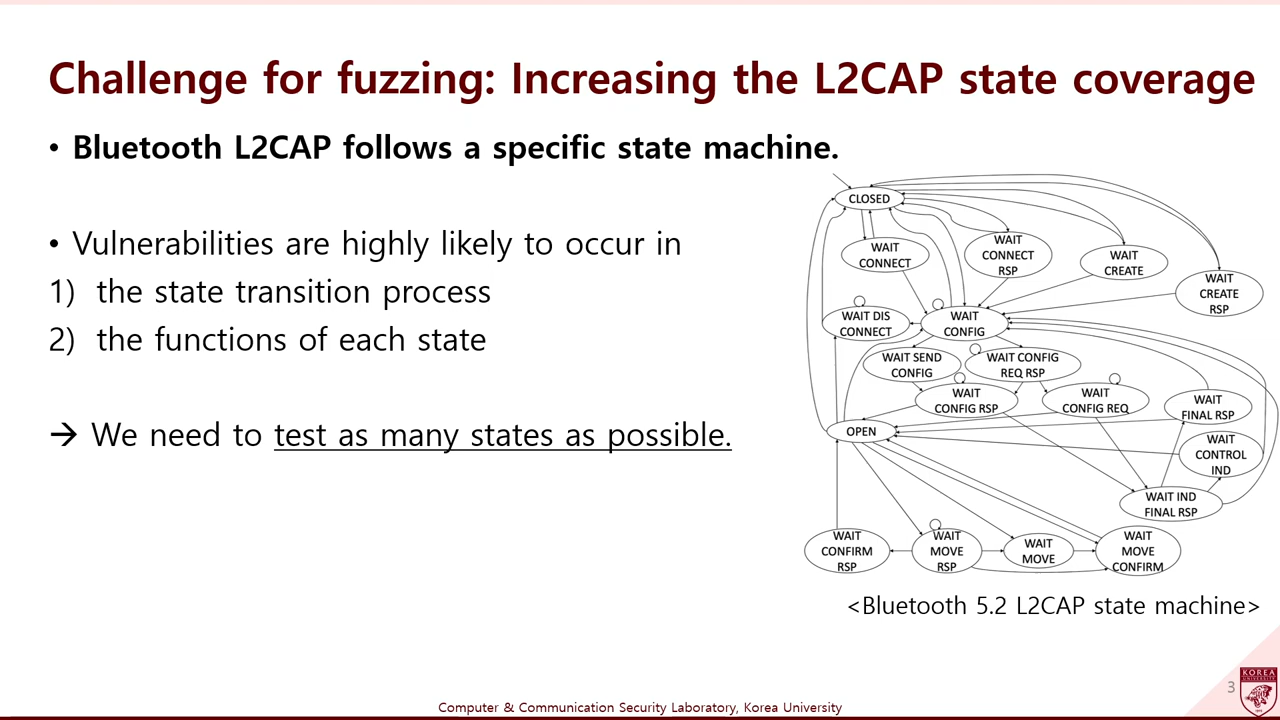 Challenge for fuzzing: Increasing the L2CAP state coverage
• Bluetooth L2CAP follows a specific state machine.
• Vulnerabilities are highly likely to occur in
1) the state transition process
2) the functions of each state
→ We need to test as many states as possible.
CLOSED
WAIT
CONNECT
WAIT
CONNECT
RSP
WAIT
CREATE
WAIT
CREATE
RSP
WAIT DIS
CONNECT
WAIT
CONFIG
WAIT SEND
CONFIG
WAIT CONFIG
REQ RSP
WAIT
CONFIG RSP
WAIT
CONFIG REQ
WAIT
FINAL RSP
OPEN
WAIT
CONTROL
IND
WAIT IND
FINAL RSP
WAIT
CONFIRM
RSP
WAIT
MOVE
RSP
WAIT
MOVE
WAIT
MOVE
CONFIRM
<Bluetooth 5.2 L2CAP state machine>
3
KOREA
UNIVERSITY
Computer & Communication Security Laboratory, Korea University